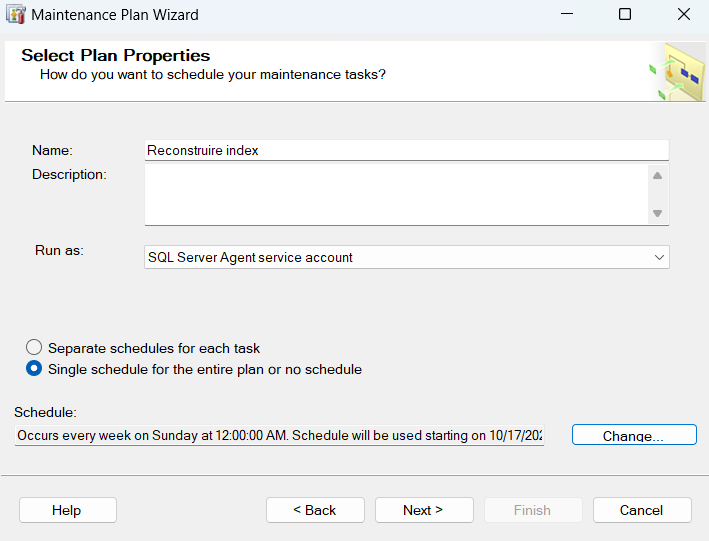 Maintenance Plan Wizard
Select Plan Properties
How do you want to schedule your maintenance tasks?
Name:
Reconstruire index
Description:
Run as:
SQL Server Agent service account
Separate schedules for each task
Single schedule for the entire plan or no schedule
Schedule:
Occurs every week on Sunday at 12:00:00 AM. Schedule will be used starting on 10/17/202
Change...
Help
< Back
Next >
Finish
Cancel